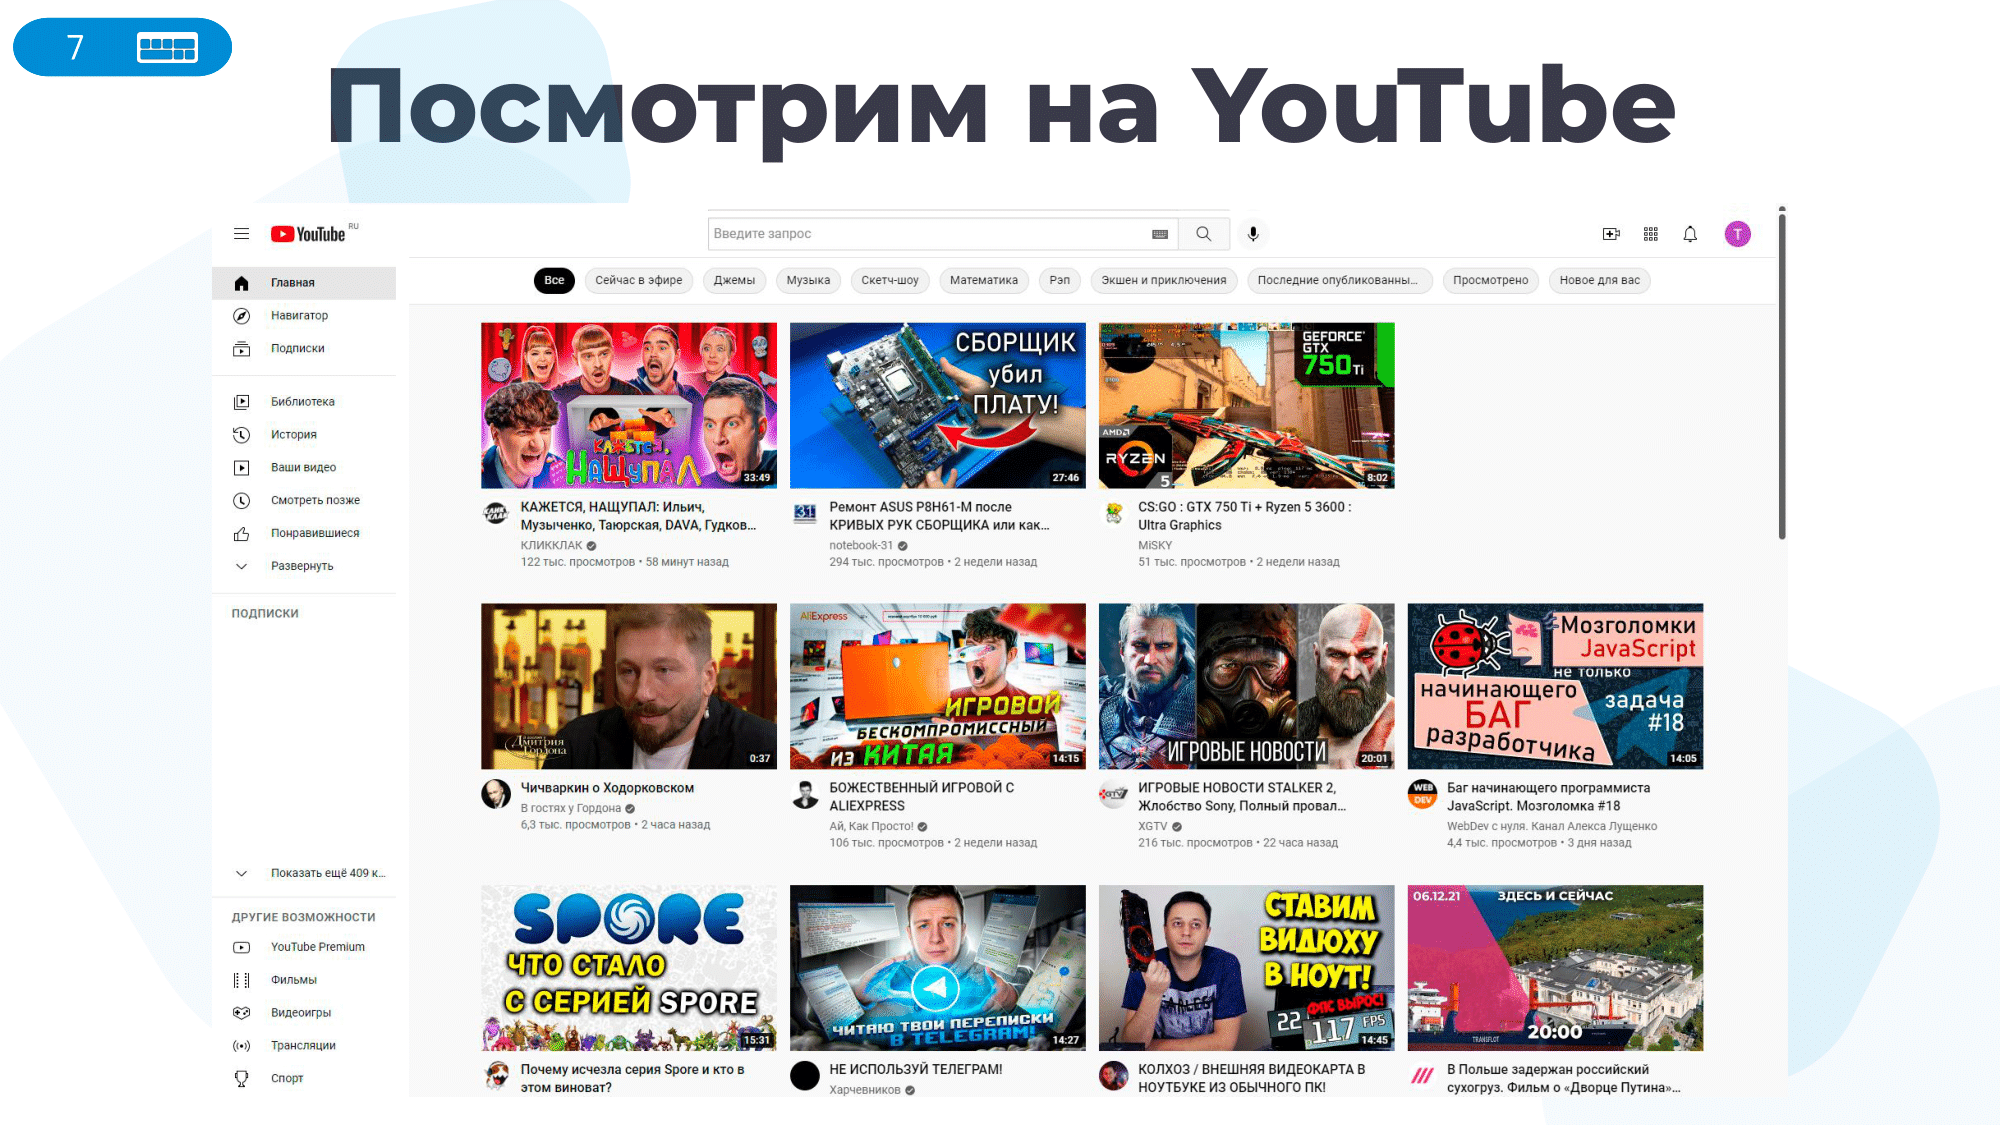 7
Посмотрим на YouTube
YouTube RU
Введите запрос
T
Главная
Навигатор
Подписки
Библиотека
История
Ваши видео
Смотреть позже
Понравившиеся
Развернуть
ПОДПИСКИ
Показать ещё 409 к...
ДРУГИЕ ВОЗМОЖНОСТИ
YouTube Premium
Фильмы
Видеоигры
Трансляции
Спорт
Все
Сейчас в эфире
Джемы
Музыка
Скетч-шоу
Математика
Рэп
Экшен и приключения
Последние опубликованны...
Просмотрено
Новое для вас
КАЖЕТСЯ,
НАЩУПАЛ
33:49
КАЖЕТСЯ, НАЩУПАЛ: Ильич,
Музыченко, Таюрская, DAVA, Гудков...
КЛИККЛАК
122 тыс. просмотров • 58 минут назад
СБОРЩИК
убил
ПЛАТУ!
27:46
31
Ремонт ASUS P8H61-M после
КРИВЫХ РУК СБОРЩИКА или как...
notebook-31
294 тыс. просмотров • 2 недели назад
GEFORCE
GTX
750 Ti
AMD
RYZEN
5
8:02
CS:GO : GTX 750 Ti + Ryzen 5 3600 :
Ultra Graphics
MiSKY
51 тыс. просмотров • 2 недели назад
Дмитрия
Гордона
0:37
Чичваркин о Ходорковском
В гостях у Гордона
6,3 тыс. просмотров • 2 часа назад
AliExpress
ИГРОВОЙ
БЕСКОМПРОМИССНЫЙ
ИЗ КИТАЯ
14:15
БОЖЕСТВЕННЫЙ ИГРОВОЙ С
ALIEXPRESS
Ай, Как Просто!
106 тыс. просмотров • 2 недели назад
ИГРОВЫЕ НОВОСТИ
20:01
XGTV
ИГРОВЫЕ НОВОСТИ STALKER 2,
Жлобство Sony, Полный провал...
XGTV
216 тыс. просмотров • 22 часа назад
Мозголомки
JavaScript
не только
начинающего
БАГ
разработчика
задача
#18
14:05
WEB
DEV
Баг начинающего программиста
JavaScript. Мозголомка #18
WebDev с нуля. Канал Алекса Лущенко
4,4 тыс. просмотров • 3 дня назад
SPORE
ЧТО СТАЛО
С СЕРИЕЙ SPORE
15:31
Почему исчезла серия Spore и кто в
этом виноват?
ЧИТАЮ ТВОИ ПЕРЕПИСКИ
В TELEGRAM!
14:27
НЕ ИСПОЛЬЗУЙ ТЕЛЕГРАМ!
Харчевников
СТАВИМ
ВИДЮХУ
В НОУТ!
ФПС ВЫРОС!
22 117 FPS
14:45
КОЛХОЗ / ВНЕШНЯЯ ВИДЕОКАРТА В
НОУТБУКЕ ИЗ ОБЫЧНОГО ПК!
06.12.21 ЗДЕСЬ И СЕЙЧАС
20:00
TRANSFLOT
В Польше задержан российский
сухогруз. Фильм о «Дворце Путина»...